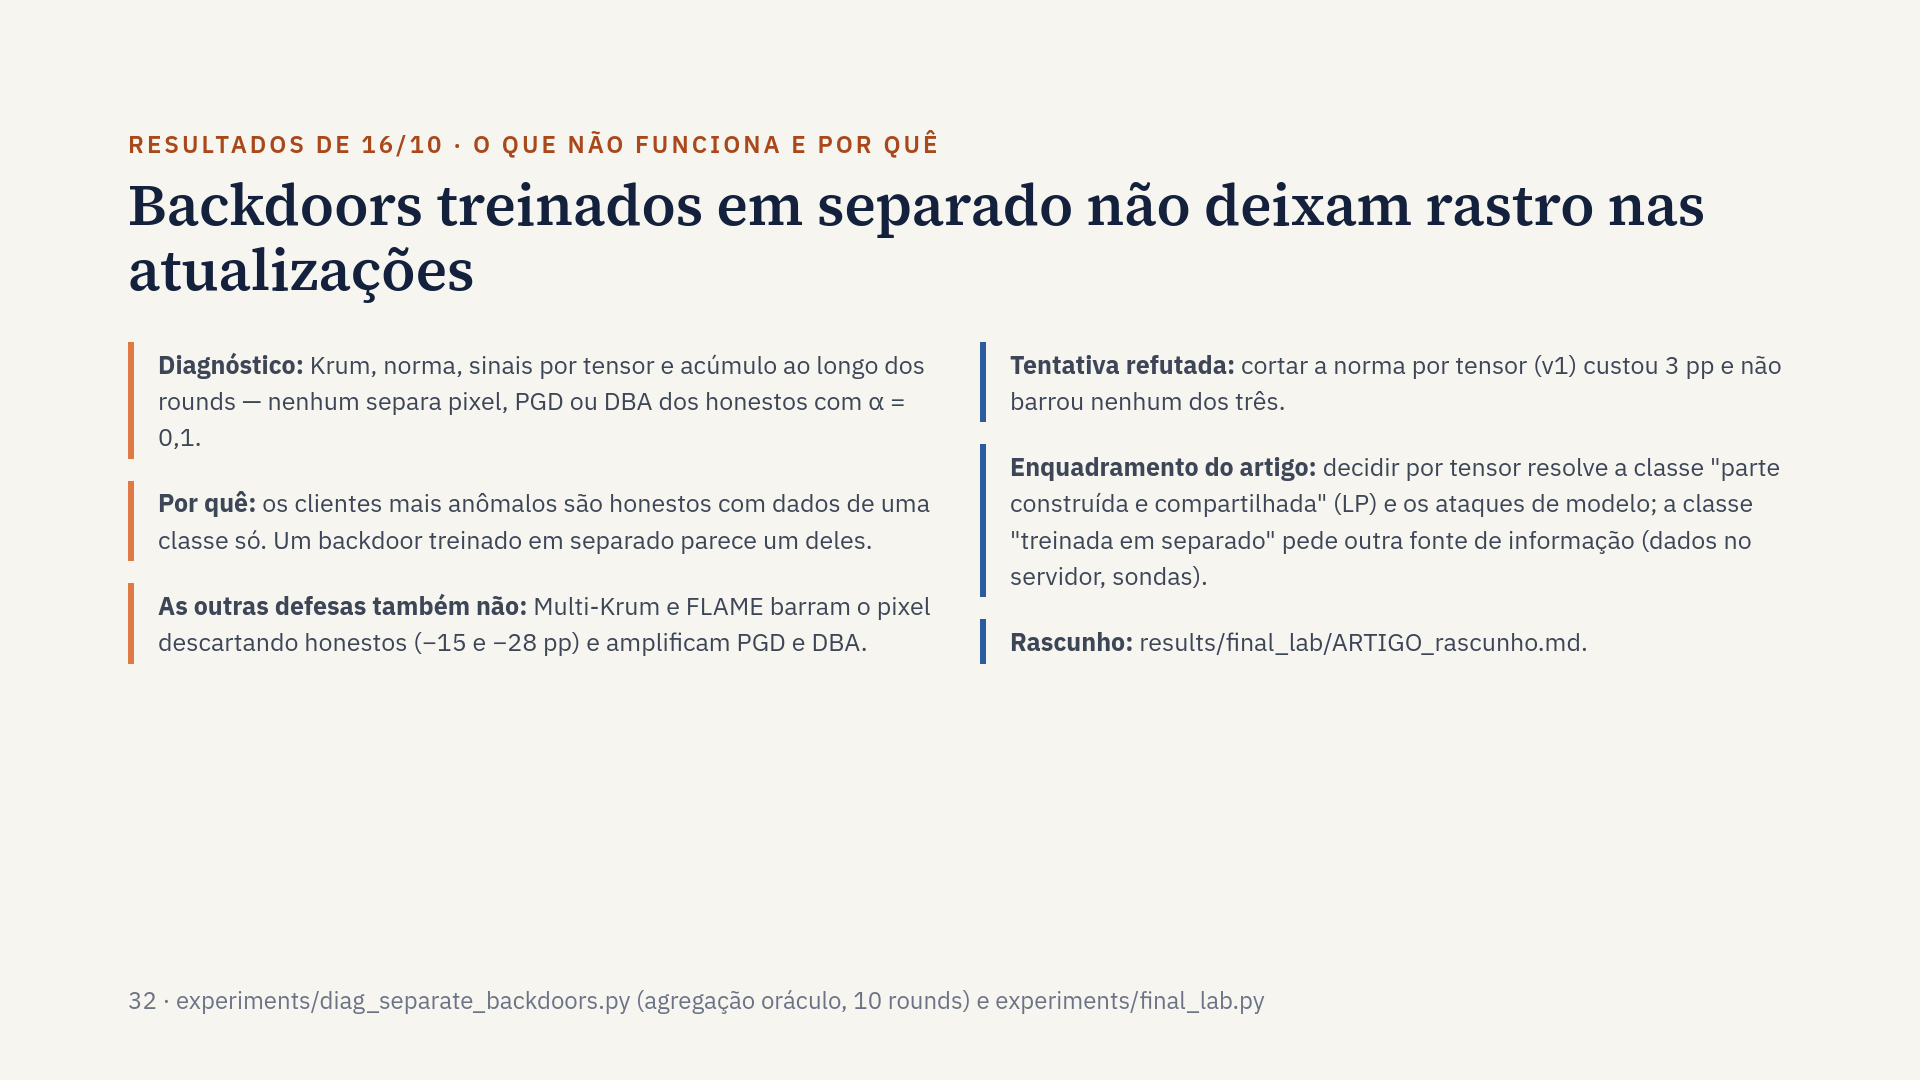 RESULTADOS DE 16/10 · O QUE NÃO FUNCIONA E POR QUÊ
Backdoors treinados em separado não deixam rastro nas
atualizações
Diagnóstico: Krum, norma, sinais por tensor e acúmulo ao longo dos
rounds — nenhum separa pixel, PGD ou DBA dos honestos com α =
0,1.
Por quê: os clientes mais anômalos são honestos com dados de uma
classe só. Um backdoor treinado em separado parece um deles.
As outras defesas também não: Multi-Krum e FLAME barram o pixel
descartando honestos (−15 e −28 pp) e amplificam PGD e DBA.
Tentativa refutada: cortar a norma por tensor (v1) custou 3 pp e não
barrou nenhum dos três.
Enquadramento do artigo: decidir por tensor resolve a classe "parte
construída e compartilhada" (LP) e os ataques de modelo; a classe
"treinada em separado" pede outra fonte de informação (dados no
servidor, sondas).
Rascunho: results/final_lab/ARTIGO_rascunho.md.
32 · experiments/diag_separate_backdoors.py (agregação oráculo, 10 rounds) e experiments/final_lab.py